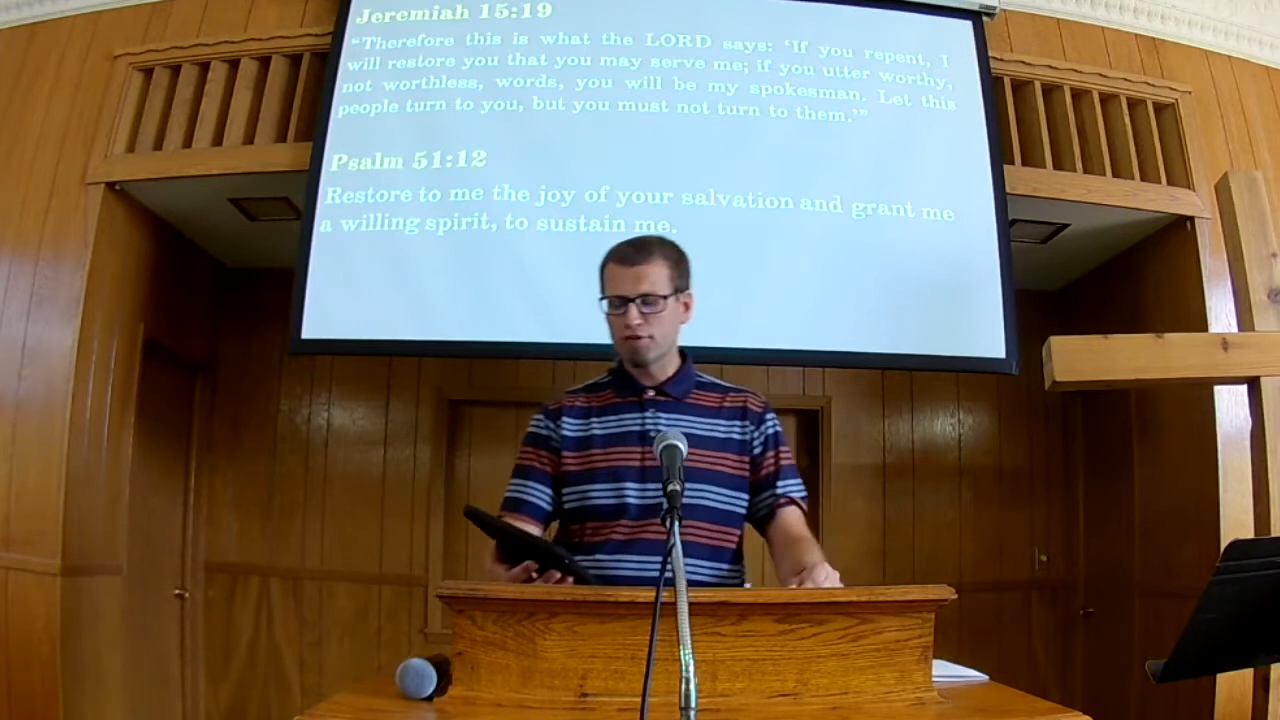 Jeremiah 15:19
“Therefore this is what the LORD says: ‘If you repent, I
will restore you that you may serve me; if you utter worthy,
not worthless, words, you will be my spokesman. Let this
people turn to you, but you must not turn to them.’”
Psalm 51:12
Restore to me the joy of your salvation and grant me
a willing spirit, to sustain me.